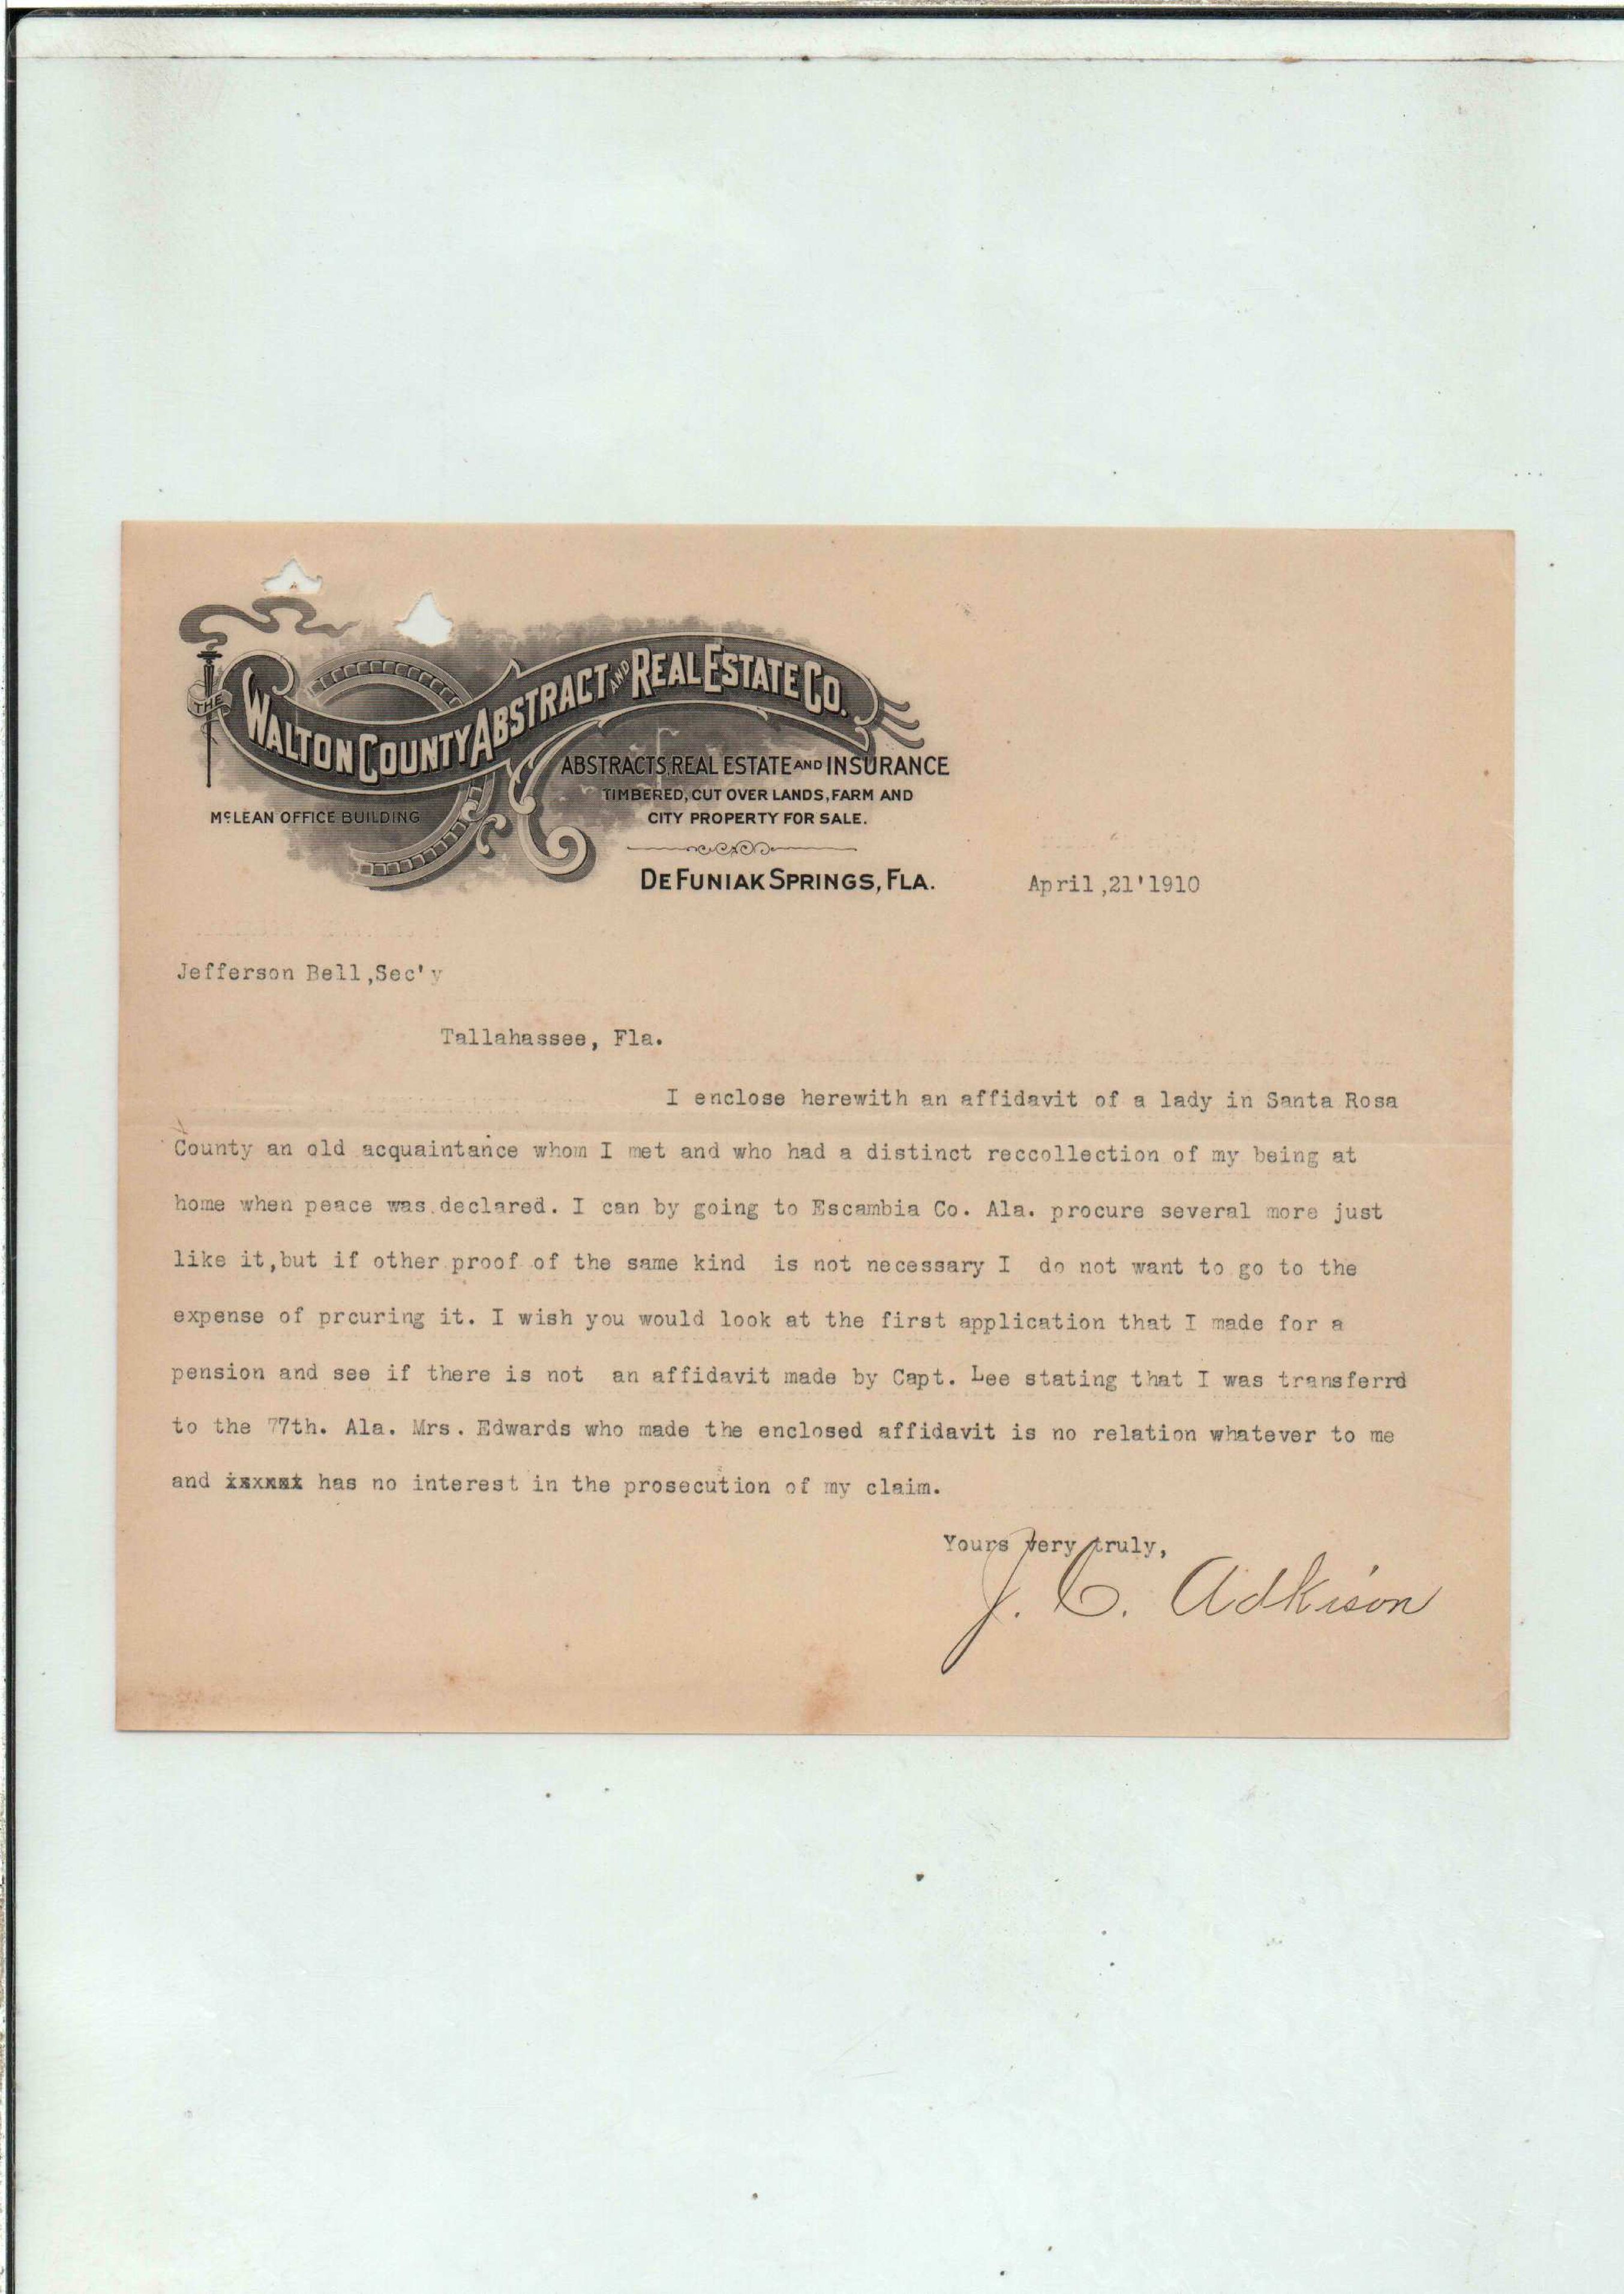 THE
WALTON COUNTY ABSTRACT AND REAL ESTATE CO.
ABSTRACTS, REAL ESTATE AND INSURANCE
TIMBERED, CUT OVER LANDS, FARM AND
McLEAN OFFICE BUILDING
CITY PROPERTY FOR SALE.
DEFUNIAK SPRINGS, FLA.
April ,21'1910
Jefferson Bell,Sec'y
Tallahassee, Fla.
I enclose herewith an affidavit of a lady in Santa Rosa
County an old acquaintance whom I met and who had a distinct reccollection of my being at
home when peace was declared. I can by going to Escambia Co. Ala. procure several more just
like it,but if other proof of the same kind is not necessary I do not want to go to the
expense of prcuring it. I wish you would look at the first application that I made for a
pension and see if there is not an affidavit made by Capt. Lee stating that I was transferrd
to the 77th. Ala. Mrs. Edwards who made the enclosed affidavit is no relation whatever to me
and has no interest in the prosecution of my claim.
Yours very truly,
J. C. Adkison